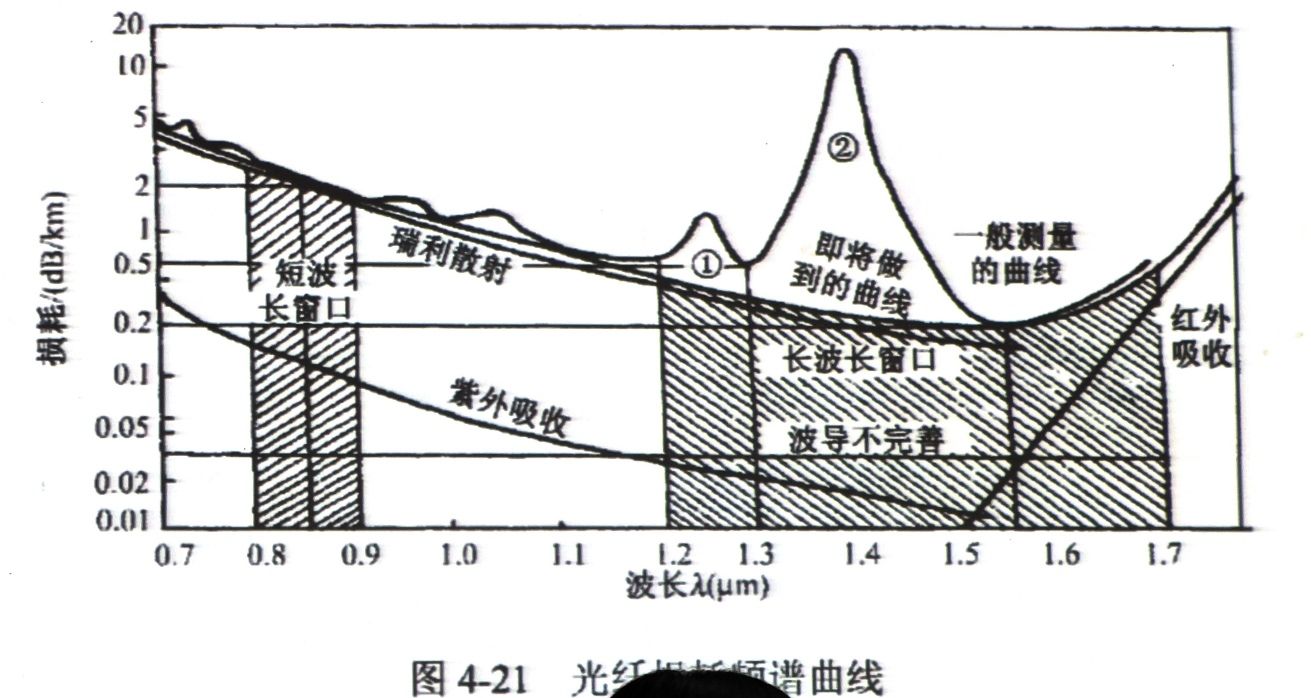 20
10
5
2
1
0.5
0.2
0.1
0.05
0.02
0.01
损耗/(dB/km)
②
①
瑞利散射
短波
长窗口
即将做
到的曲线
一般测量
的曲线
红外
吸收
长波长窗口
紫外吸收
波导不完善
0.7 0.8 0.9 1.0 1.1 1.2 1.3 1.4 1.5 1.6 1.7
波长λ(μm)
图 4-21 光纤损耗频谱曲线